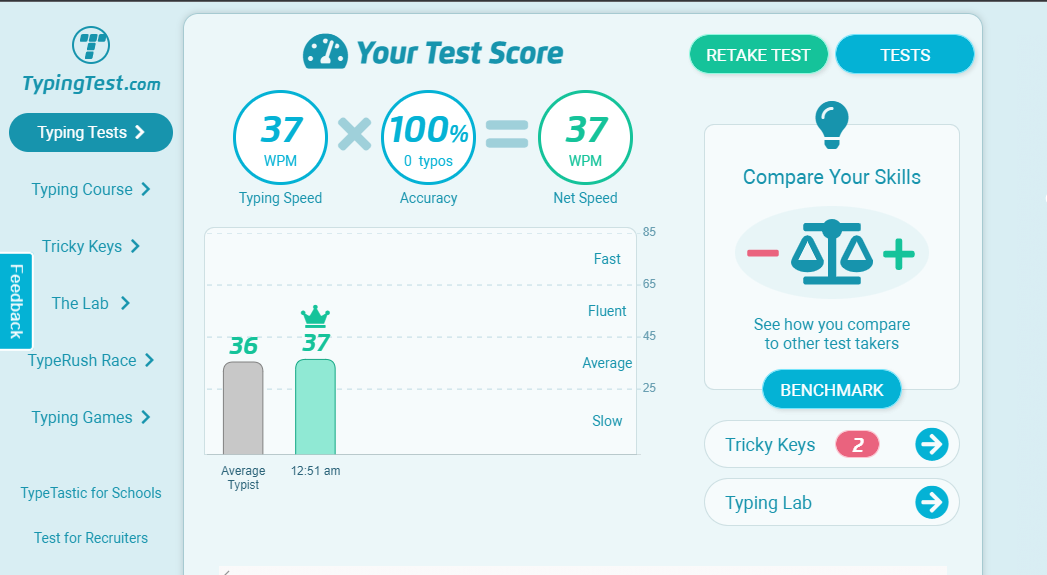 TypingTest.com
Typing Tests
Typing Course
Tricky Keys
The Lab
TypeRush Race
Typing Games
TypeTastic for Schools
Test for Recruiters
Feedback
Your Test Score
RETAKE TEST
TESTS
37
WPM
Typing Speed
100%
0 typos
Accuracy
37
WPM
Net Speed
85
Fast
65
Fluent
45
Average
25
Slow
36
37
Average
Typist
12:51 am
Compare Your Skills
See how you compare
to other test takers
BENCHMARK
Tricky Keys 2
Typing Lab